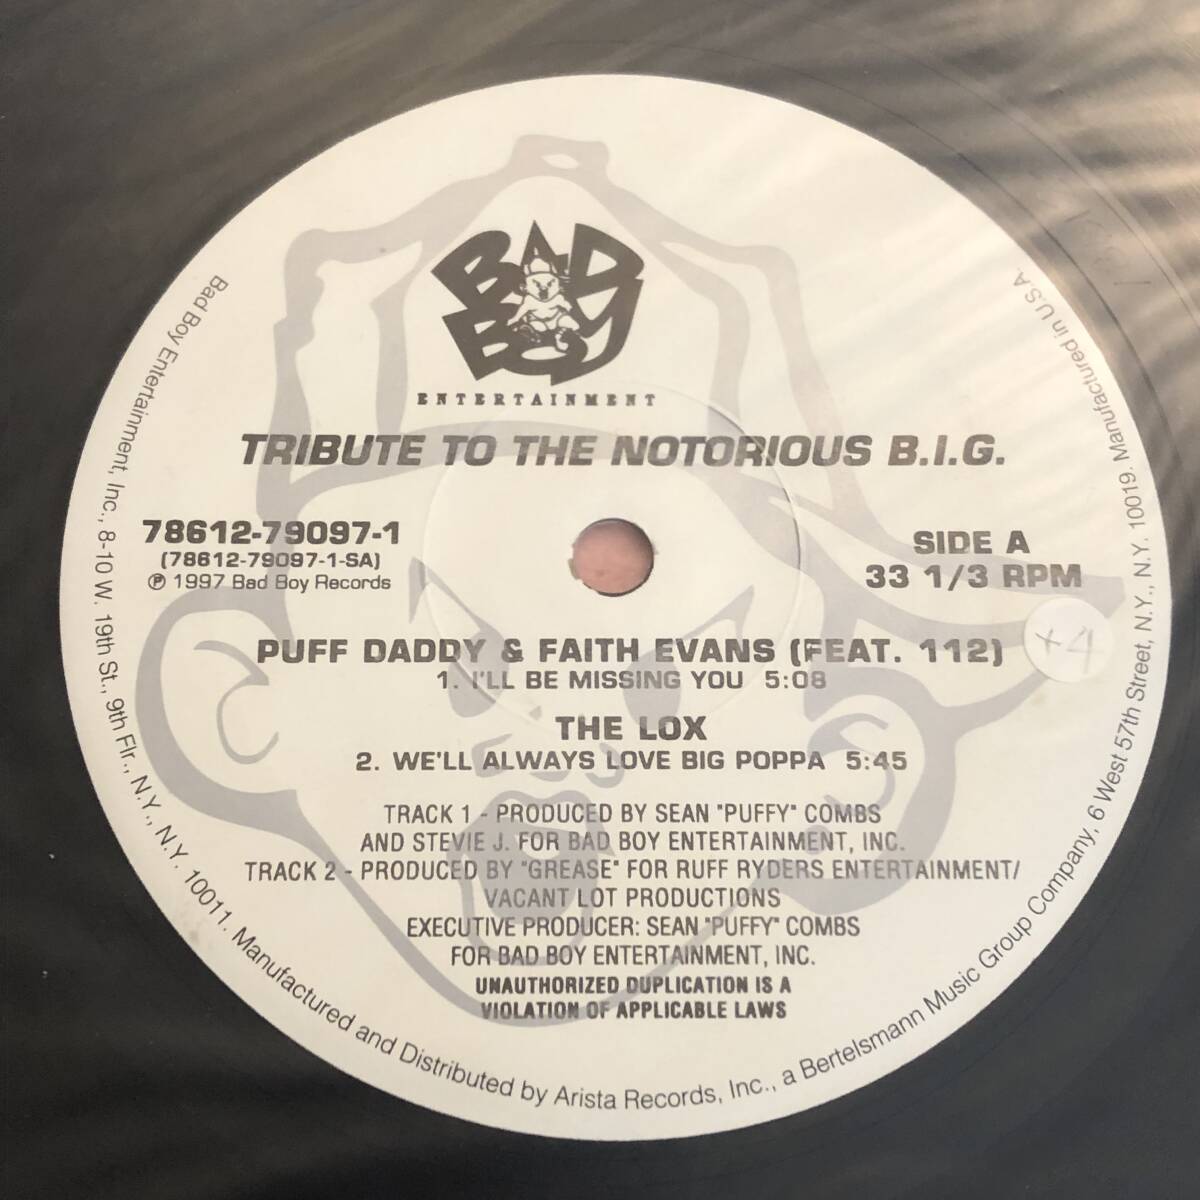 BAD
BOY
ENTERTAINMENT
TRIBUTE TO THE NOTORIOUS B.I.G.
78612-79097-1
(78612-79097-1-SA)
℗ 1997 Bad Boy Records
SIDE A
33 1/3 RPM
+4
PUFF DADDY & FAITH EVANS (FEAT. 112)
1. I'LL BE MISSING YOU 5:08
THE LOX
2. WE'LL ALWAYS LOVE BIG POPPA 5:45
TRACK 1 - PRODUCED BY SEAN "PUFFY" COMBS
AND STEVIE J. FOR BAD BOY ENTERTAINMENT, INC.
TRACK 2 - PRODUCED BY "GREASE" FOR RUFF RYDERS ENTERTAINMENT/
VACANT LOT PRODUCTIONS
EXECUTIVE PRODUCER: SEAN "PUFFY" COMBS
FOR BAD BOY ENTERTAINMENT, INC.
UNAUTHORIZED DUPLICATION IS A
VIOLATION OF APPLICABLE LAWS
Bad Boy Entertainment, Inc., 8-10 W. 19th St., 9th Flr., N.Y., N.Y. 10011. Manufactured and Distributed by Arista Records, Inc., a Bertelsmann Music Group Company, 6 West 57th Street, N.Y., N.Y. 10019. Manufactured in U.S.A